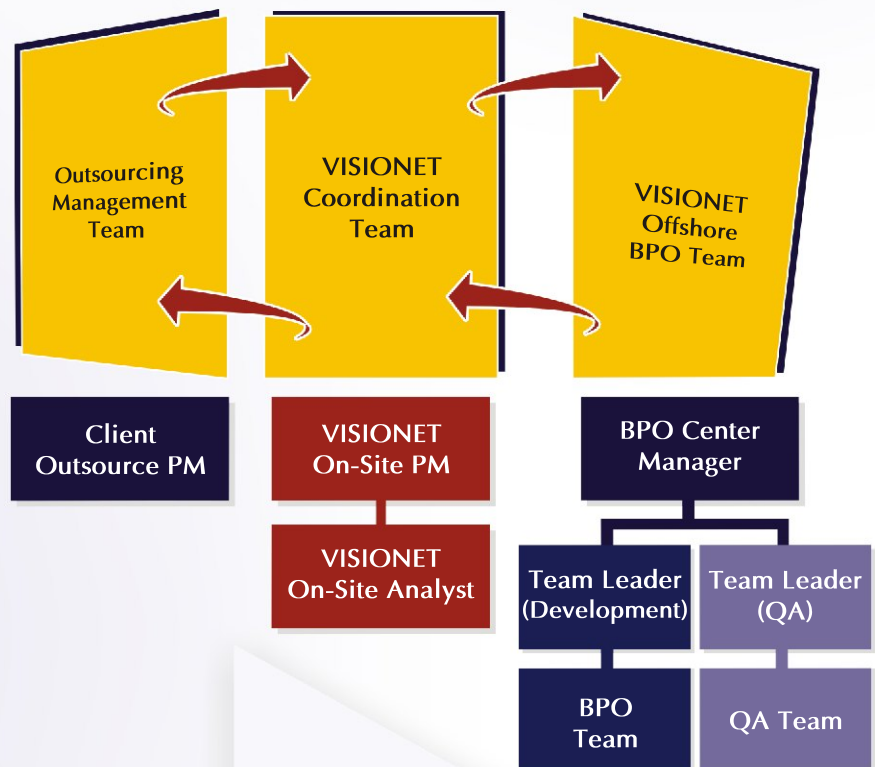 Outsourcing
Management
Team
VISIONET
Coordination
Team
VISIONET
Offshore
BPO Team
Client
Outsource PM
VISIONET
On-Site PM
BPO Center
Manager
VISIONET
On-Site Analyst
Team Leader
(Development)
Team Leader
(QA)
BPO
Team
QA Team